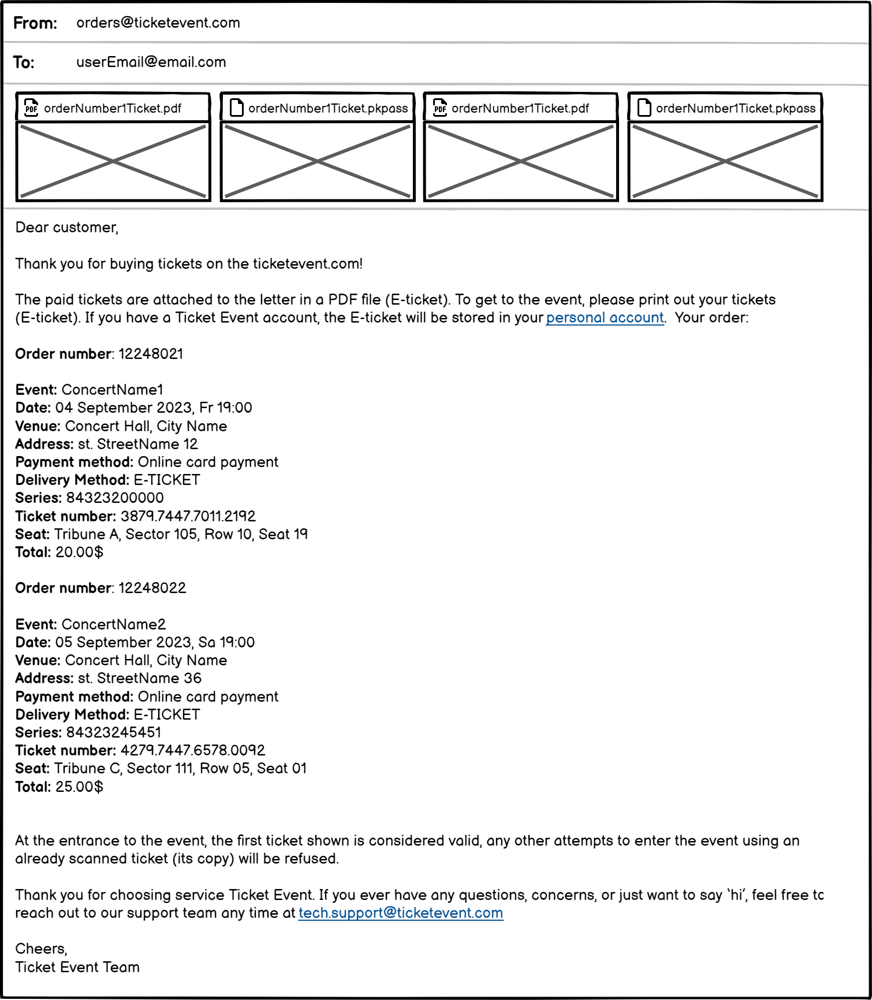 From: orders@ticketevent.com
To: userEmail@email.com
PDF orderNumber1Ticket.pdf orderNumber1Ticket.pkpass PDF orderNumber1Ticket.pdf orderNumber1Ticket.pkpass
Dear customer,
Thank you for buying tickets on the ticketevent.com!
The paid tickets are attached to the letter in a PDF file (E-ticket). To get to the event, please print out your tickets
(E-ticket). If you have a Ticket Event account, the E-ticket will be stored in your personal account. Your order:
Order number: 12248021
Event: ConcertName1
Date: 04 September 2023, Fr 19:00
Venue: Concert Hall, City Name
Address: st. StreetName 12
Payment method: Online card payment
Delivery Method: E-TICKET
Series: 84323200000
Ticket number: 3879.7447.7011.2192
Seat: Tribune A, Sector 105, Row 10, Seat 19
Total: 20.00$
Order number: 12248022
Event: ConcertName2
Date: 05 September 2023, Sa 19:00
Venue: Concert Hall, City Name
Address: st. StreetName 36
Payment method: Online card payment
Delivery Method: E-TICKET
Series: 84323245451
Ticket number: 4279.7447.6578.0092
Seat: Tribune C, Sector 111, Row 05, Seat 01
Total: 25.00$
At the entrance to the event, the first ticket shown is considered valid, any other attempts to enter the event using an
already scanned ticket (its copy) will be refused.
Thank you for choosing service Ticket Event. If you ever have any questions, concerns, or just want to say ‵hi′, feel free to
reach out to our support team any time at tech.support@ticketevent.com
Cheers,
Ticket Event Team